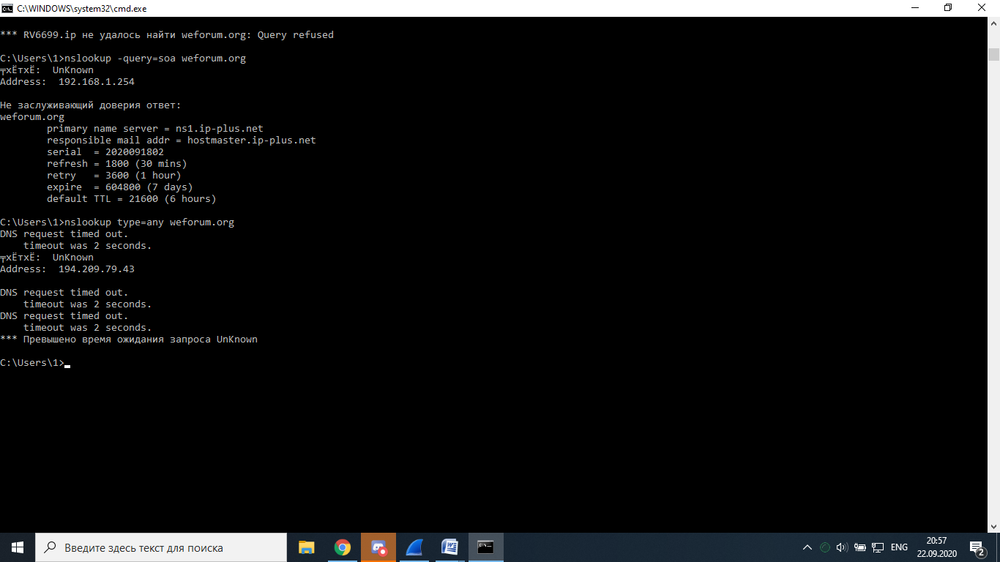 C:\WINDOWS\system32\cmd.exe
*** RV6699.ip не удалось найти weforum.org: Query refused
C:\Users\1>nslookup -query=soa weforum.org
╤хЁтхЁ:  UnKnown
Address:  192.168.1.254
Не заслуживающий доверия ответ:
weforum.org
primary name server = ns1.ip-plus.net
responsible mail addr = hostmaster.ip-plus.net
serial  = 2020091802
refresh = 1800 (30 mins)
retry   = 3600 (1 hour)
expire  = 604800 (7 days)
default TTL = 21600 (6 hours)
C:\Users\1>nslookup type=any weforum.org
DNS request timed out.
timeout was 2 seconds.
╤хЁтхЁ:  UnKnown
Address:  194.209.79.43
DNS request timed out.
timeout was 2 seconds.
DNS request timed out.
timeout was 2 seconds.
*** Превышено время ожидания запроса UnKnown
C:\Users\1>
Введите здесь текст для поиска
ENG
20:57
22.09.2020
2